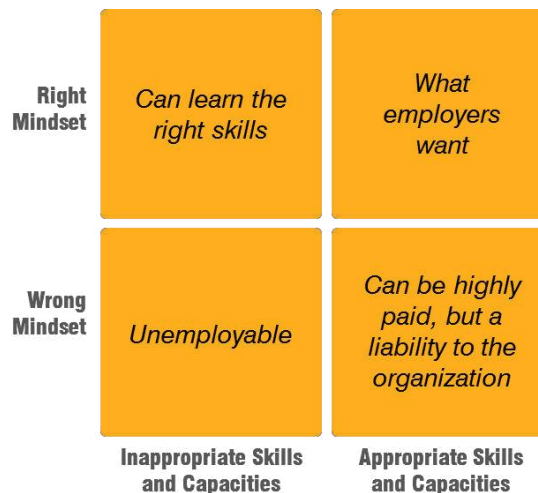 Right
Mindset
Can learn the
right skills
What
employers
want
Wrong
Mindset
Unemployable
Can be highly
paid, but a
liability to the
organization
Inappropriate Skills
and Capacities
Appropriate Skills
and Capacities